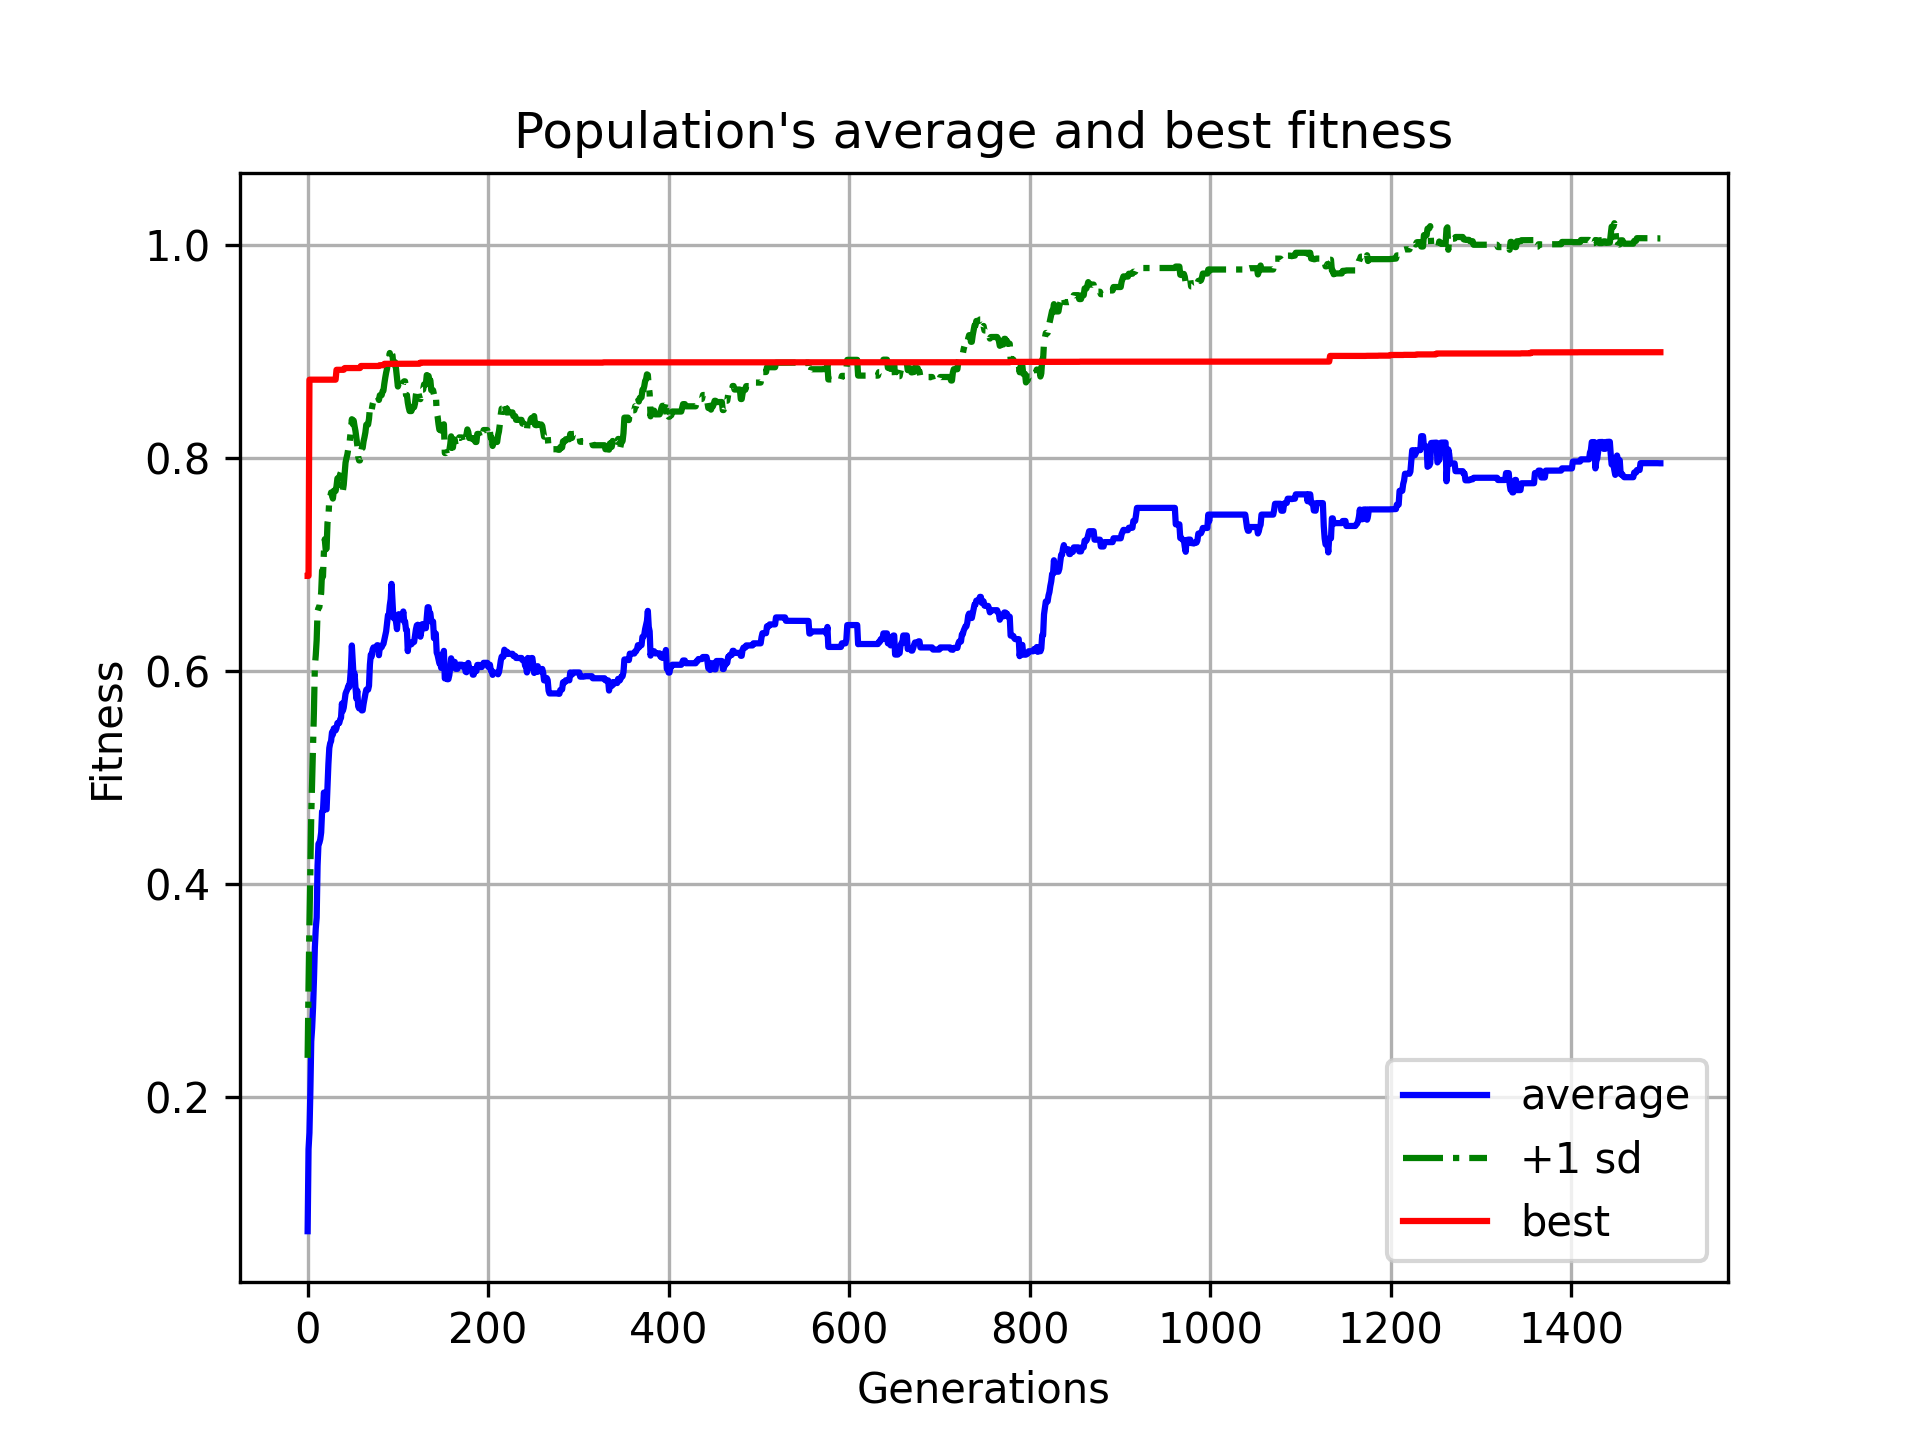 Population's average and best fitness
1.0
0.8
0.6
0.4
0.2
Fitness
0 200 400 600 800 1000 1200 1400
Generations
average
+1 sd
best